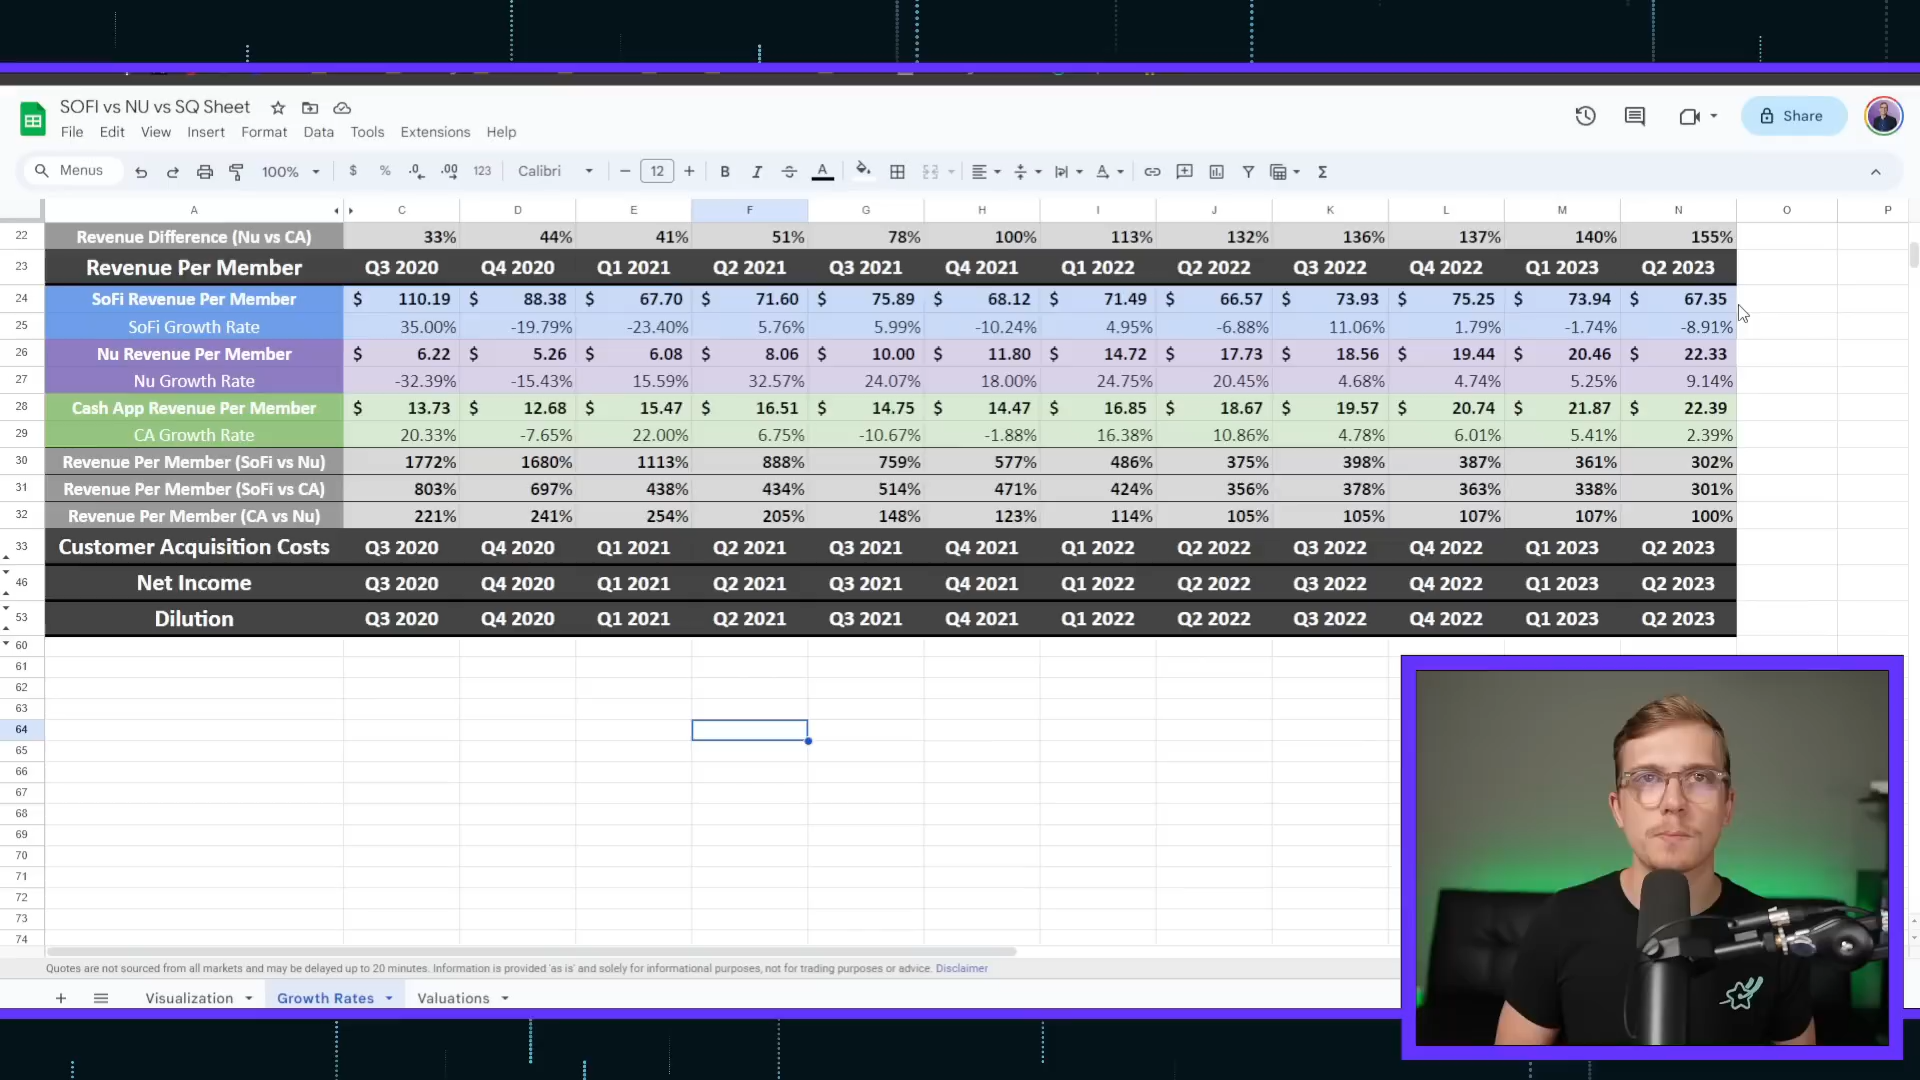 SOFI vs NU vs SQ Sheet
File Edit View Insert Format Data Tools Extensions Help
Share
Menus 100% $ % .0 .00 123 Calibri 12 B I A
A C D E F G H I J K L M N O P
22 Revenue Difference (Nu vs CA) 33% 44% 41% 51% 78% 100% 113% 132% 136% 137% 140% 155%
23 Revenue Per Member Q3 2020 Q4 2020 Q1 2021 Q2 2021 Q3 2021 Q4 2021 Q1 2022 Q2 2022 Q3 2022 Q4 2022 Q1 2023 Q2 2023
24 SoFi Revenue Per Member $ 110.19 $ 88.38 $ 67.70 $ 71.60 $ 75.89 $ 68.12 $ 71.49 $ 66.57 $ 73.93 $ 75.25 $ 73.94 $ 67.35
25 SoFi Growth Rate 35.00% -19.79% -23.40% 5.76% 5.99% -10.24% 4.95% -6.88% 11.06% 1.79% -1.74% -8.91%
26 Nu Revenue Per Member $ 6.22 $ 5.26 $ 6.08 $ 8.06 $ 10.00 $ 11.80 $ 14.72 $ 17.73 $ 18.56 $ 19.44 $ 20.46 $ 22.33
27 Nu Growth Rate -32.39% -15.43% 15.59% 32.57% 24.07% 18.00% 24.75% 20.45% 4.68% 4.74% 5.25% 9.14%
28 Cash App Revenue Per Member $ 13.73 $ 12.68 $ 15.47 $ 16.51 $ 14.75 $ 14.47 $ 16.85 $ 18.67 $ 19.57 $ 20.74 $ 21.87 $ 22.39
29 CA Growth Rate 20.33% -7.65% 22.00% 6.75% -10.67% -1.88% 16.38% 10.86% 4.78% 6.01% 5.41% 2.39%
30 Revenue Per Member (SoFi vs Nu) 1772% 1680% 1113% 888% 759% 577% 486% 375% 398% 387% 361% 302%
31 Revenue Per Member (SoFi vs CA) 803% 697% 438% 434% 514% 471% 424% 356% 378% 363% 338% 301%
32 Revenue Per Member (CA vs Nu) 221% 241% 254% 205% 148% 123% 114% 105% 105% 107% 107% 100%
33 Customer Acquisition Costs Q3 2020 Q4 2020 Q1 2021 Q2 2021 Q3 2021 Q4 2021 Q1 2022 Q2 2022 Q3 2022 Q4 2022 Q1 2023 Q2 2023
46 Net Income Q3 2020 Q4 2020 Q1 2021 Q2 2021 Q3 2021 Q4 2021 Q1 2022 Q2 2022 Q3 2022 Q4 2022 Q1 2023 Q2 2023
53 Dilution Q3 2020 Q4 2020 Q1 2021 Q2 2021 Q3 2021 Q4 2021 Q1 2022 Q2 2022 Q3 2022 Q4 2022 Q1 2023 Q2 2023
60
61
62
63
64
65
66
67
68
69
70
71
72
73
74
Quotes are not sourced from all markets and may be delayed up to 20 minutes. Information is provided 'as is' and solely for informational purposes, not for trading purposes or advice. Disclaimer
Visualization Growth Rates Valuations